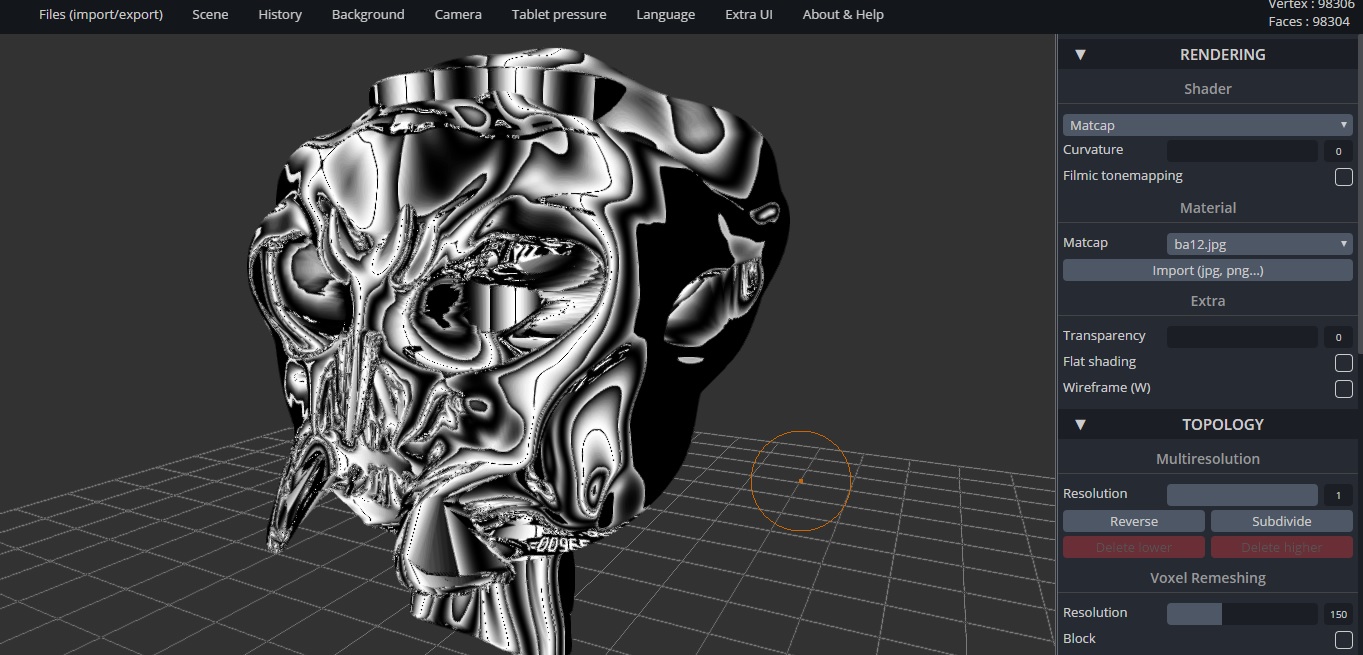 Files (import/export) Scene History Background Camera Tablet pressure Language Extra UI About & Help
Vertex : 98306
Faces : 98304
▼ RENDERING
Shader
Matcap ▼
Curvature 0
Filmic tonemapping
Material
Matcap ba12.jpg ▼
Import (jpg, png...)
Extra
Transparency 0
Flat shading
Wireframe (W)
▼ TOPOLOGY
Multiresolution
Resolution 1
Reverse Subdivide
Delete lower Delete higher
Voxel Remeshing
Resolution 150
Block